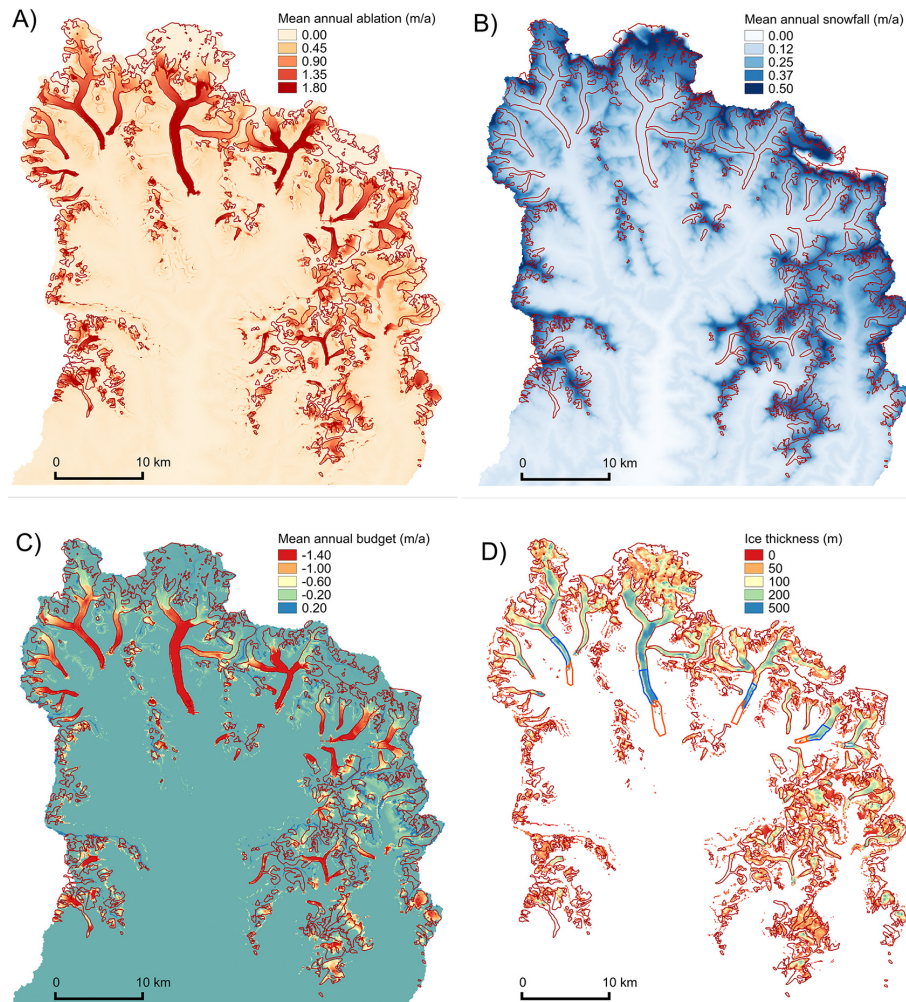 A)
Mean annual ablation (m/a)
0.00
0.45
0.90
1.35
1.80
0
10 km
B)
Mean annual snowfall (m/a)
0.00
0.12
0.25
0.37
0.50
0
10 km
C)
Mean annual budget (m/a)
-1.40
-1.00
-0.60
-0.20
0.20
0
10 km
D)
Ice thickness (m)
0
50
100
200
500
0
10 km